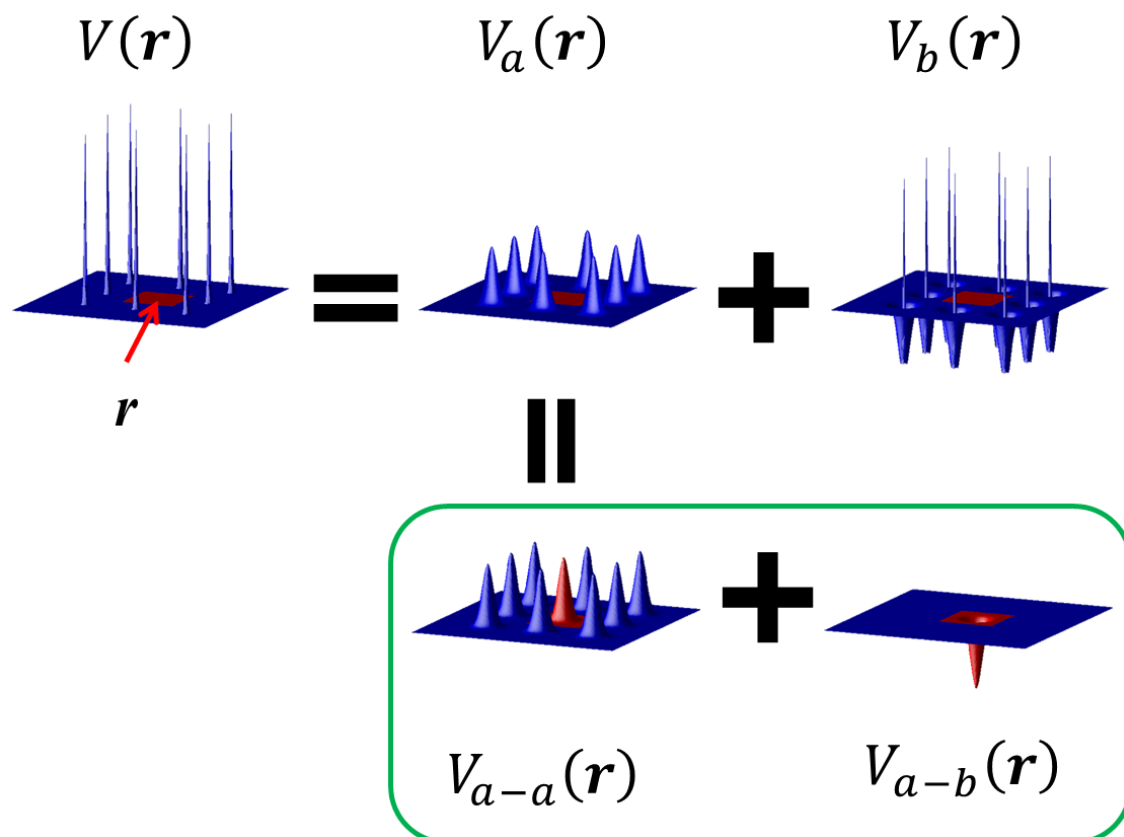 V(r) V_a(r) V_b(r)
= +
r
=
+
V_{a−a}(r) V_{a−b}(r)